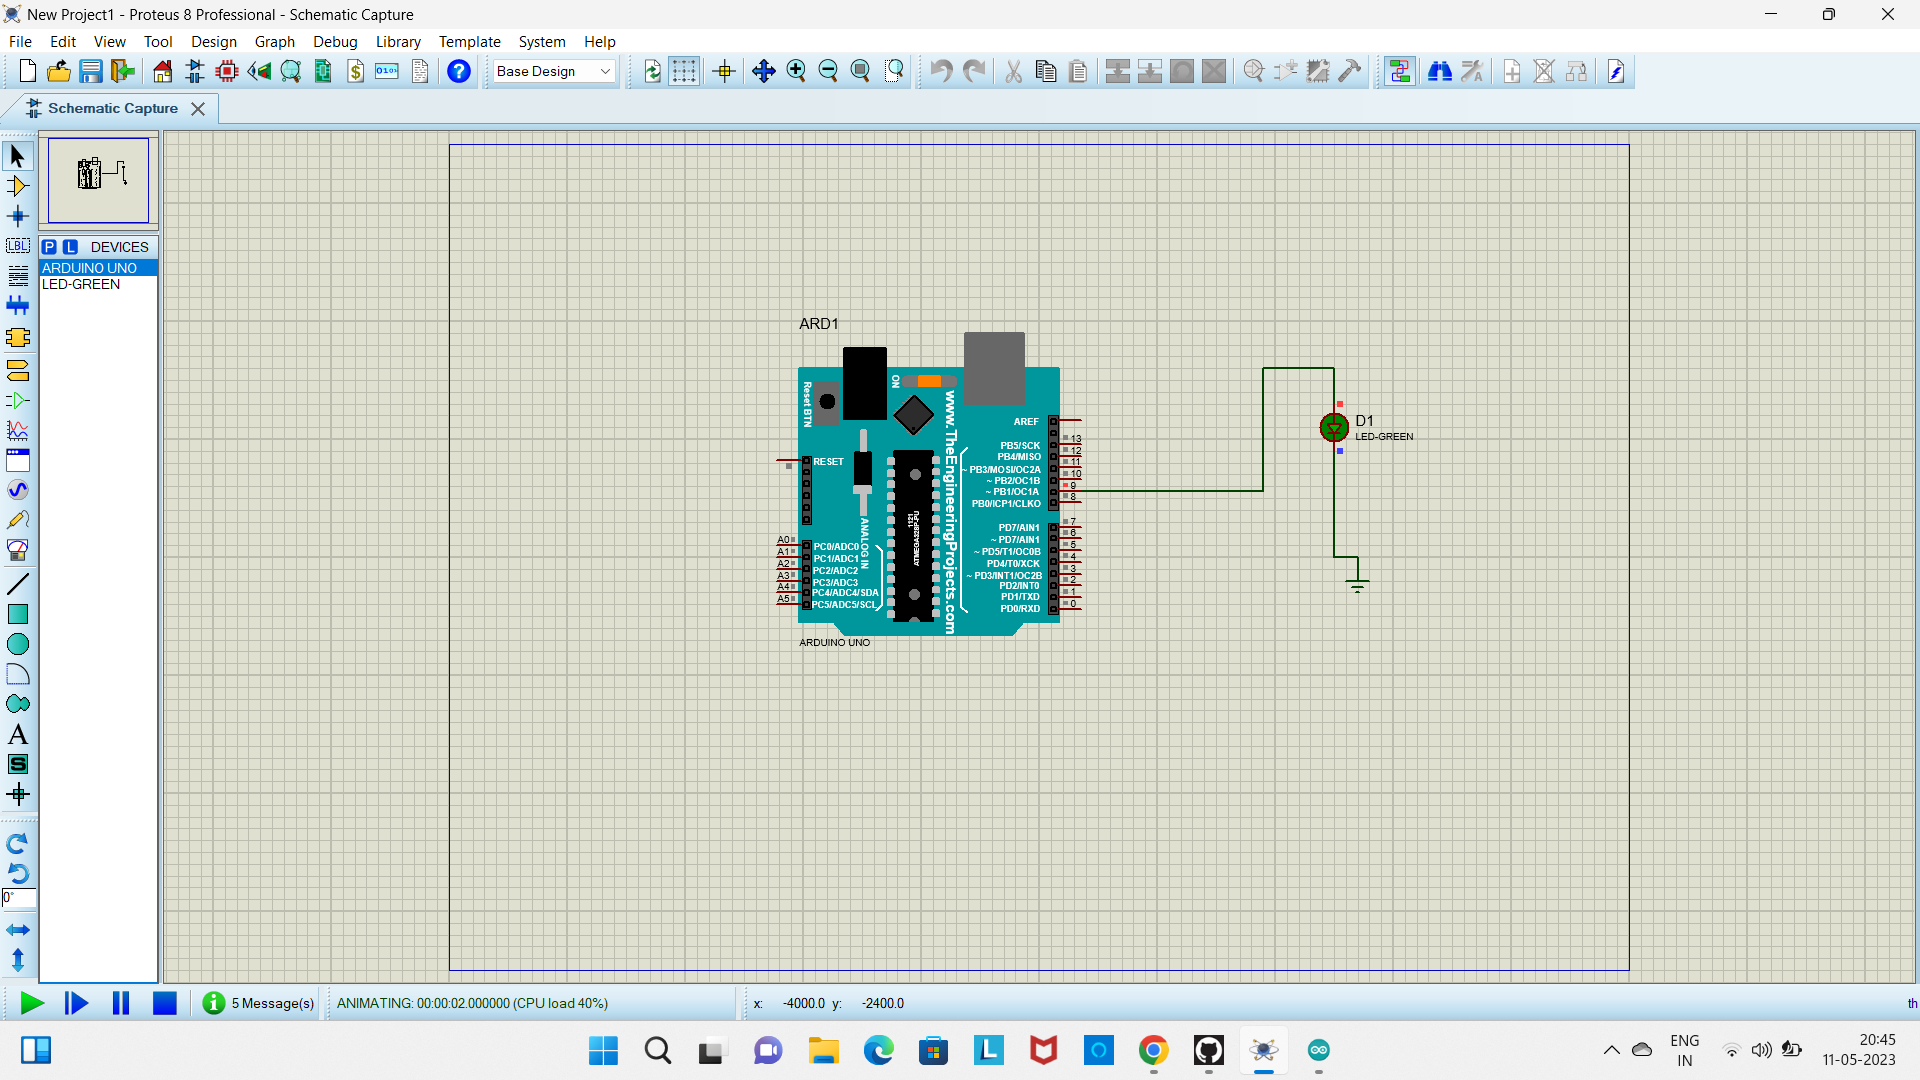 New Project1 - Proteus 8 Professional - Schematic Capture
File Edit View Tool Design Graph Debug Library Template System Help
Base Design
Schematic Capture
P L DEVICES
ARDUINO UNO
LED-GREEN
LBL
A
S
0°
ARD1
Reset BTN
ON
www.TheEngineeringProjects.com
ANALOG IN
1121
ATMEGA328P-PU
RESET
A0 PC0/ADC0
A1 PC1/ADC1
A2 PC2/ADC2
A3 PC3/ADC3
A4 PC4/ADC4/SDA
A5 PC5/ADC5/SCL
AREF
PB5/SCK 13
PB4/MISO 12
~ PB3/MOSI/OC2A 11
~ PB2/OC1B 10
~ PB1/OC1A 9
PB0/ICP1/CLKO 8
PD7/AIN1 7
~ PD7/AIN1 6
~ PD5/T1/OC0B 5
PD4/T0/XCK 4
~ PD3/INT1/OC2B 3
PD2/INT0 2
PD1/TXD 1
PD0/RXD 0
ARDUINO UNO
D1
LED-GREEN
5 Message(s)
ANIMATING: 00:00:02.000000 (CPU load 40%)
x: -4000.0 y: -2400.0
th
ENG
IN
20:45
11-05-2023